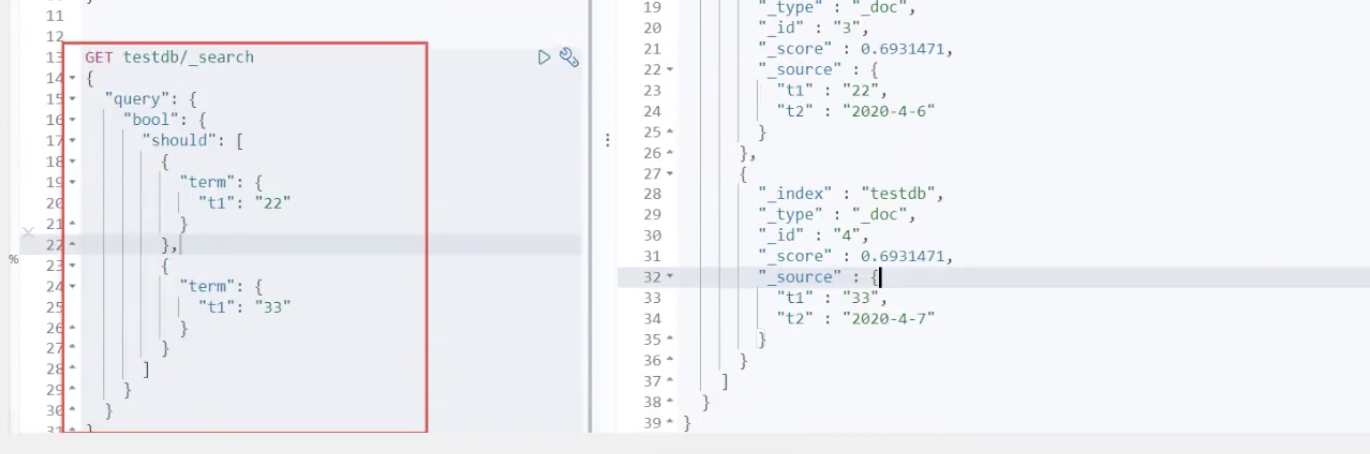 11 }
12
13 GET testdb/_search
14 {
15 "query": {
16 "bool": {
17 "should": [
18 {
19 "term": {
20 "t1": "22"
21 }
22 },
23 {
24 "term": {
25 "t1": "33"
26 }
27 }
28 ]
29 }
30 }
31 }
%
19 "_type" : "_doc",
20 "_id" : "3",
21 "_score" : 0.6931471,
22 "_source" : {
23 "t1" : "22",
24 "t2" : "2020-4-6"
25 }
26 },
27 {
28 "_index" : "testdb",
29 "_type" : "_doc",
30 "_id" : "4",
31 "_score" : 0.6931471,
32 "_source" : {
33 "t1" : "33",
34 "t2" : "2020-4-7"
35 }
36 }
37 ]
38 }
39 }